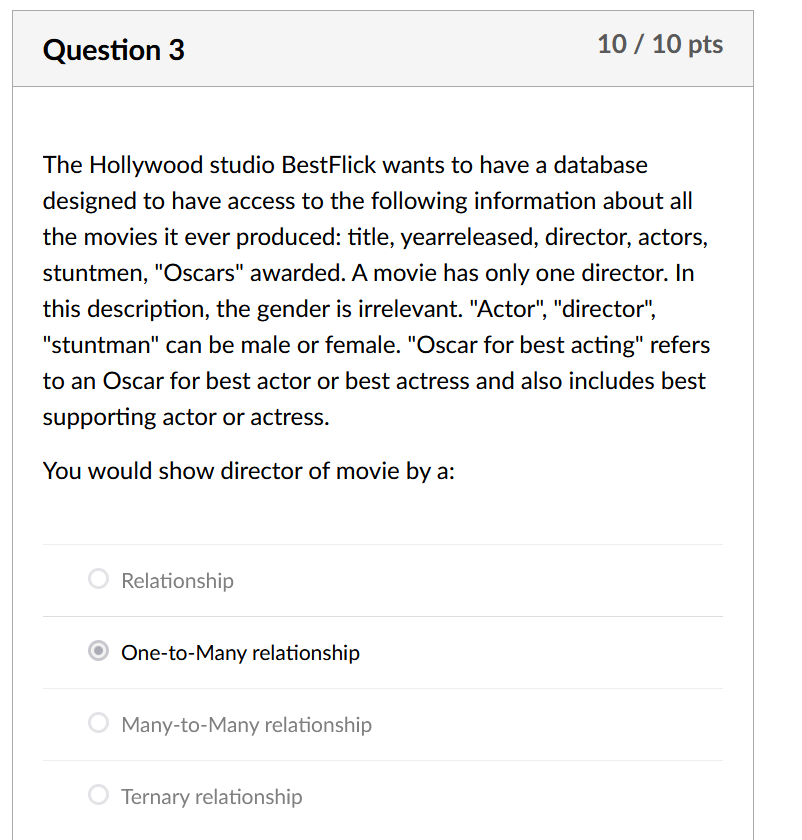 Question 3
10 / 10 pts
The Hollywood studio BestFlick wants to have a database
designed to have access to the following information about all
the movies it ever produced: title, yearreleased, director, actors,
stuntmen, "Oscars" awarded. A movie has only one director. In
this description, the gender is irrelevant. "Actor", "director",
"stuntman" can be male or female. "Oscar for best acting" refers
to an Oscar for best actor or best actress and also includes best
supporting actor or actress.
You would show director of movie by a:
Relationship
One-to-Many relationship
Many-to-Many relationship
Ternary relationship